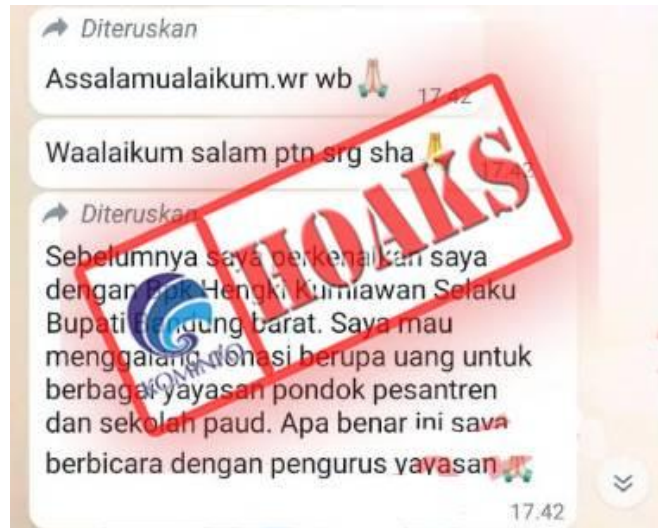 Diteruskan
Assalamualaikum.wr wb
17.42
Waalaikum salam ptn srg sha
17.42
Diteruskan
HOAKS
KOMINFO
Sebelumnya saya perkenalkan saya
dengan Bpk Hengki Kurniawan Selaku
Bupati Bandung barat. Saya mau
menggalang donasi berupa uang untuk
berbagai yayasan pondok pesantren
dan sekolah paud. Apa benar ini saya
berbicara dengan pengurus yayasan
17.42